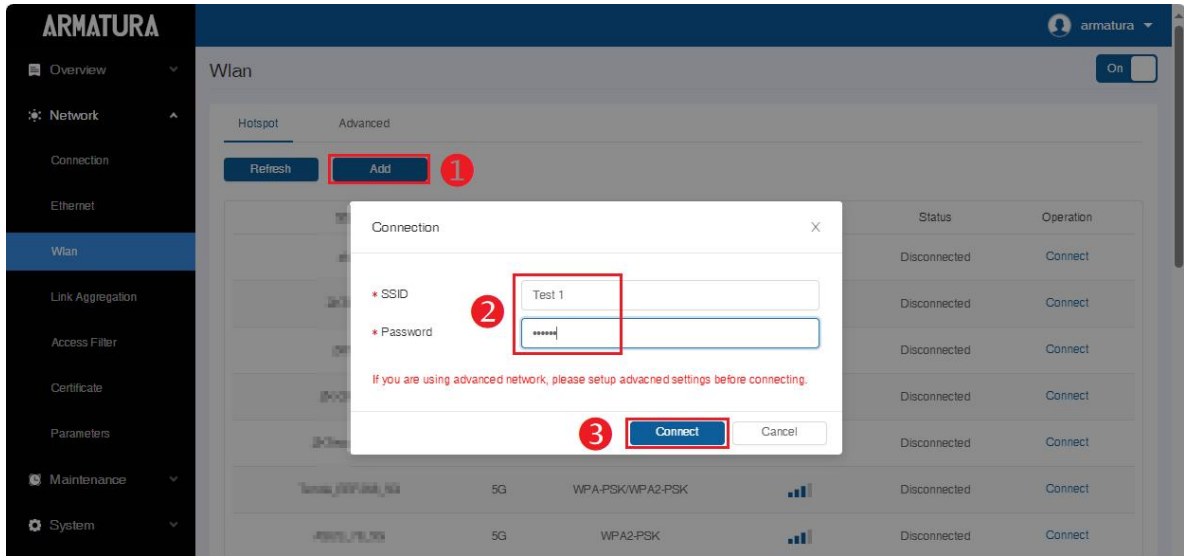 ARMATURA
armatura
Overview
Wlan
On
Network
Hotspot Advanced
Connection
Refresh Add 1
Ethernet
Connection X
Status Operation
Wlan
Disconnected Connect
* SSID Test 1
2
Link Aggregation
Disconnected Connect
* Password ••••••
Access Filter
Disconnected Connect
If you are using advanced network, please setup advacned settings before connecting.
Certificate
Disconnected Connect
3 Connect Cancel
Parameters
Disconnected Connect
Maintenance
5G WPA-PSK/WPA2-PSK Disconnected Connect
System
5G WPA2-PSK Disconnected Connect